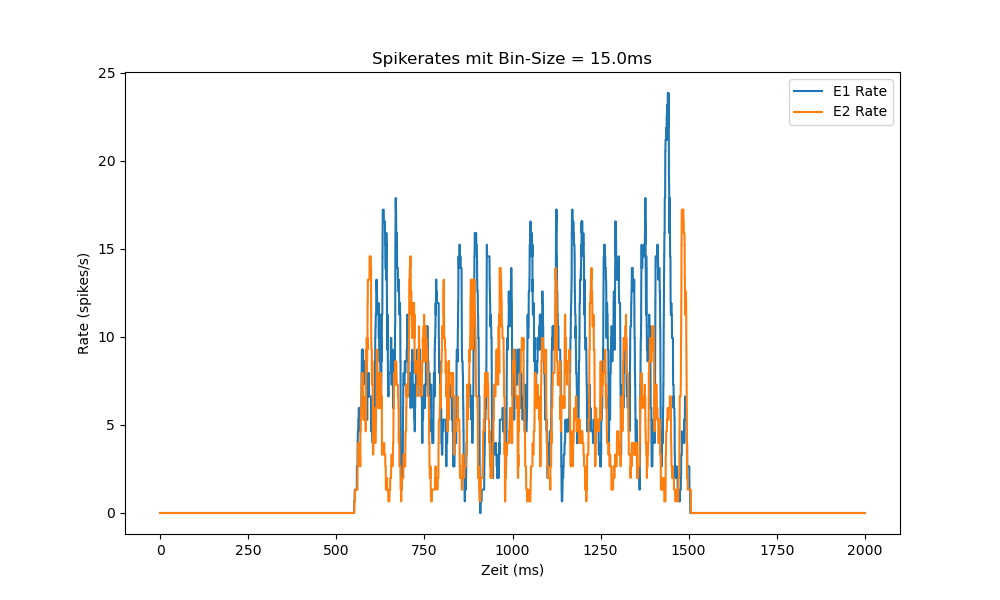 Spikerates mit Bin-Size = 15.0ms
25
20
15
10
5
0
Rate (spikes/s)
E1 Rate
E2 Rate
0 250 500 750 1000 1250 1500 1750 2000
Zeit (ms)